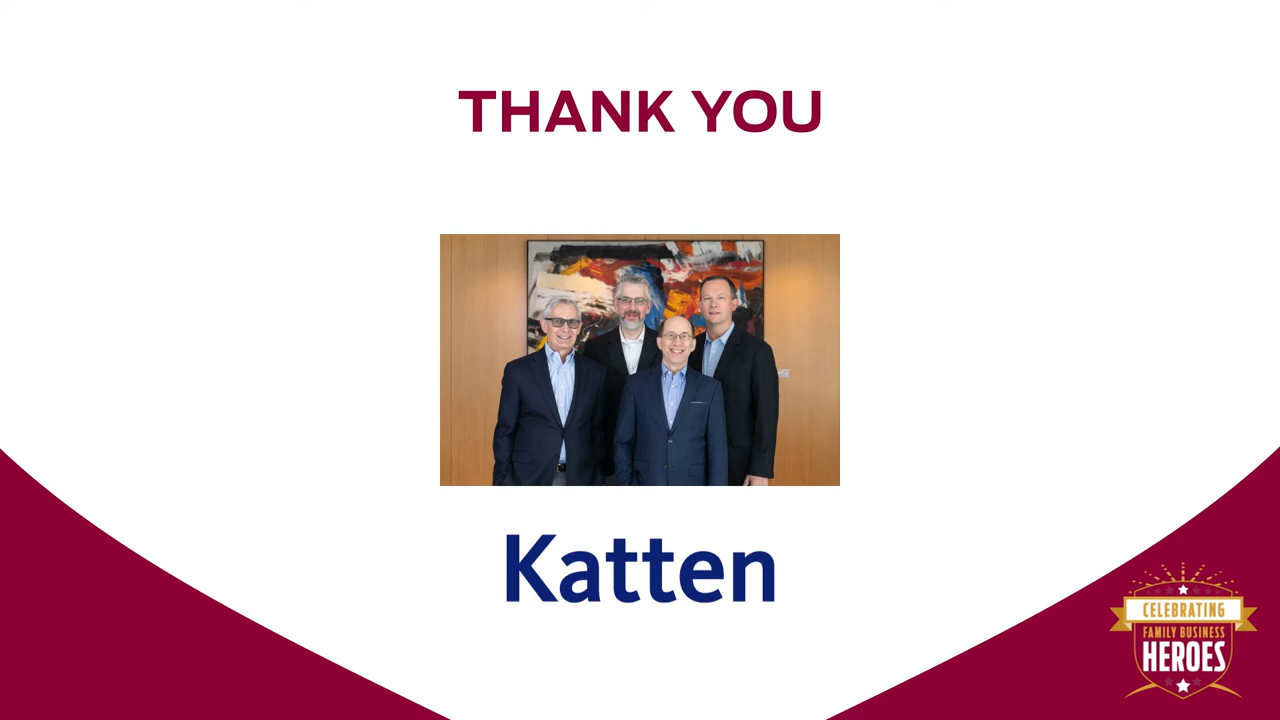 THANK YOU
Katten
CELEBRATING
FAMILY BUSINESS
HEROES